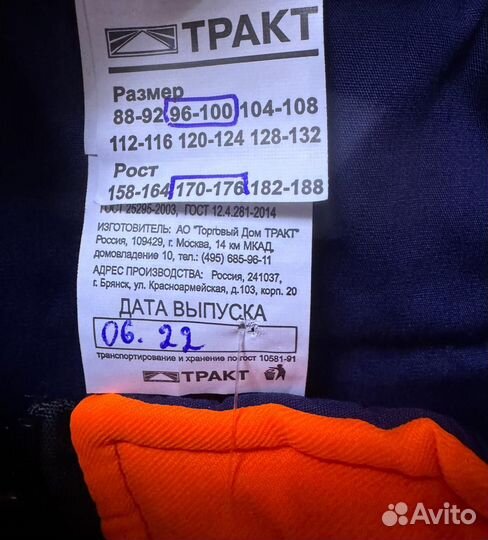 ТРАКТ
Размер
88-92 96-100 104-108
112-116 120-124 128-132
Рост
158-164 170-176 182-188
ГОСТ 25295-2003, ГОСТ 12.4.281-2014
ИЗГОТОВИТЕЛЬ: АО "Торговый Дом ТРАКТ"
Россия, 109429, г. Москва, 14 км МКАД,
домовладение 10, тел.: (495) 685-96-11
АДРЕС ПРОИЗВОДСТВА: Россия, 241037,
г. Брянск, ул. Красноармейская, д.103, корп. 20
ДАТА ВЫПУСКА
06. 22
транспортирование и хранение по гост 10581-91
ТРАКТ
Avito